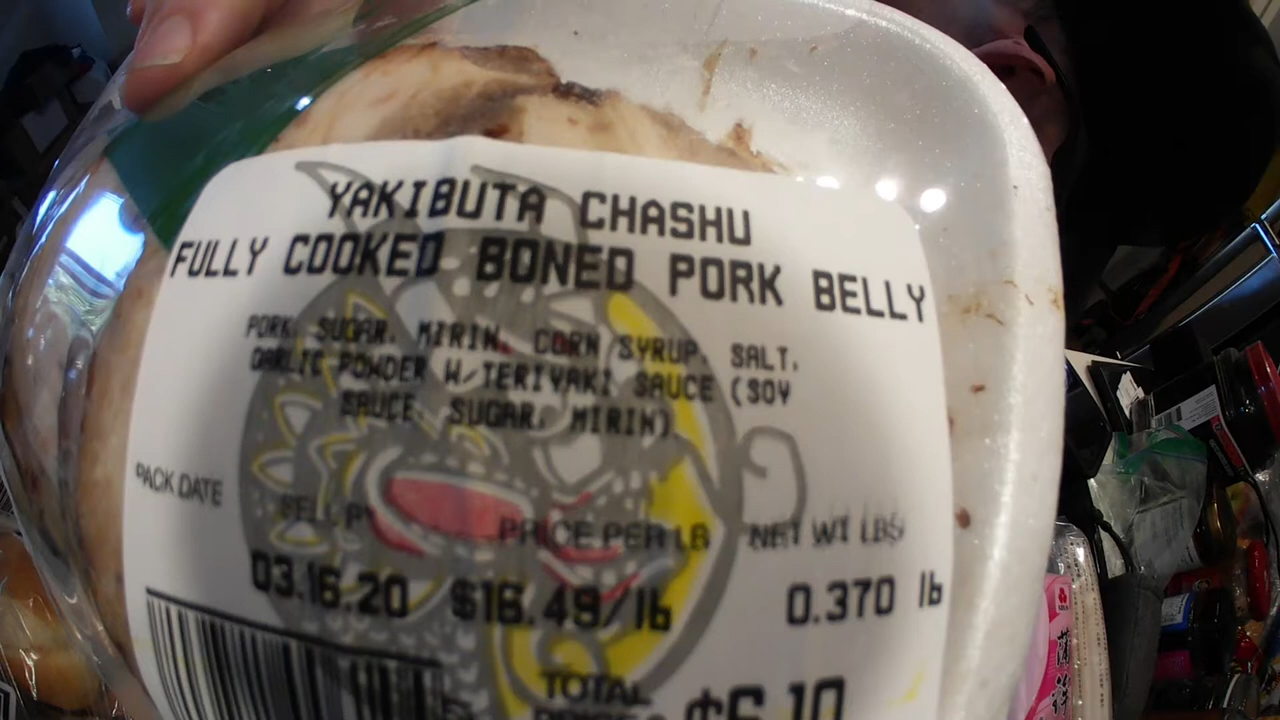 YAKIBUTA CHASHU
FULLY COOKED BONED PORK BELLY
PORK, SUGAR, MIRIN, CORN SYRUP, SALT,
GARLIC POWDER W/TERIYAKI SAUCE (SOY
SAUCE, SUGAR, MIRIN)
PACK DATE SELL BY PRICE PER LB NET WT LBS
03.16.20 $16.49/lb 0.370 lb
TOTAL
$6.10